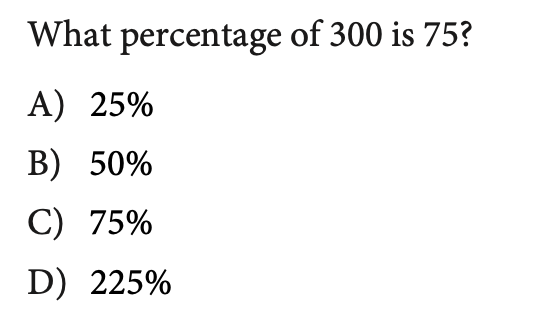 What percentage of 300 is 75?
A) 25%
B) 50%
C) 75%
D) 225%